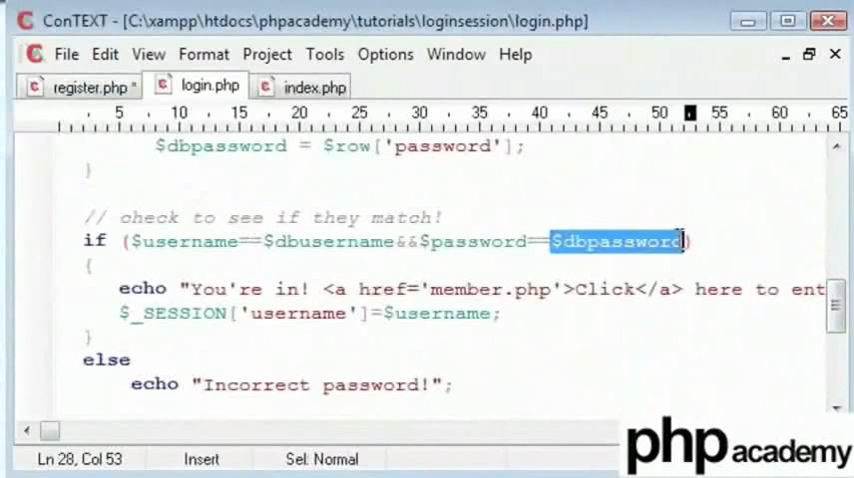 ConTEXT - [C:\xampp\htdocs\phpacademy\tutorials\loginsession\login.php]
File Edit View Format Project Tools Options Window Help
register.php * login.php index.php
5 10 15 20 25 30 35 40 45 50 55 60 65
$dbpassword = $row['password'];
}
// check to see if they match!
if ($username==$dbusername&&$password==$dbpassword)
{
echo "You're in! <a href='member.php'>Click</a> here to ent
$_SESSION['username']=$username;
}
else
echo "Incorrect password!";
Ln 28, Col 53 Insert Sel: Normal
php academy